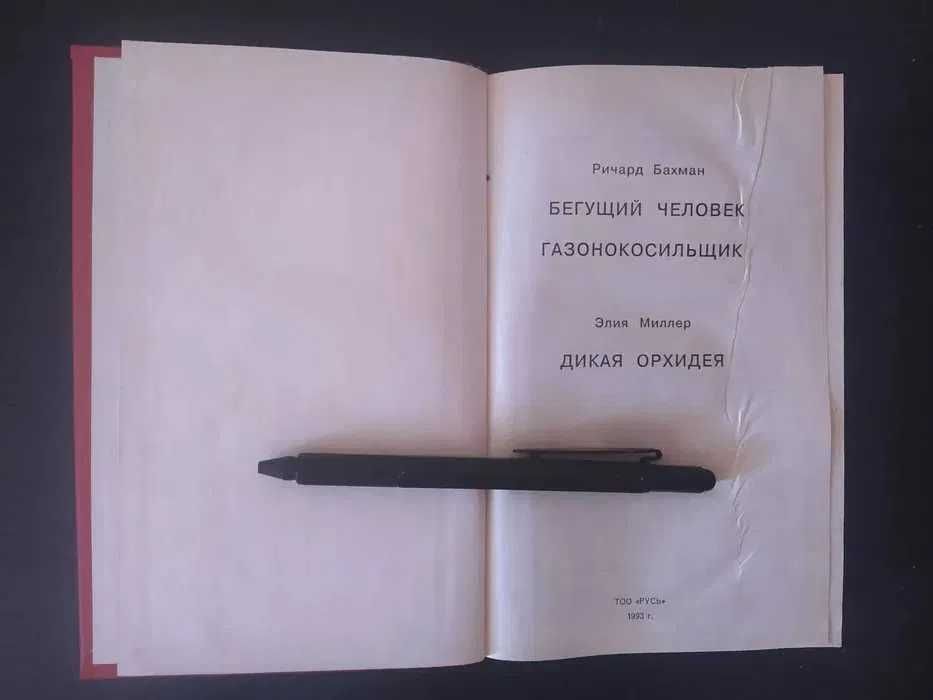 Ричард Бахман
БЕГУЩИЙ ЧЕЛОВЕК
ГАЗОНОКОСИЛЬЩИК
Элия Миллер
ДИКАЯ ОРХИДЕЯ
ТОО «РУСЬ»
1993 г.